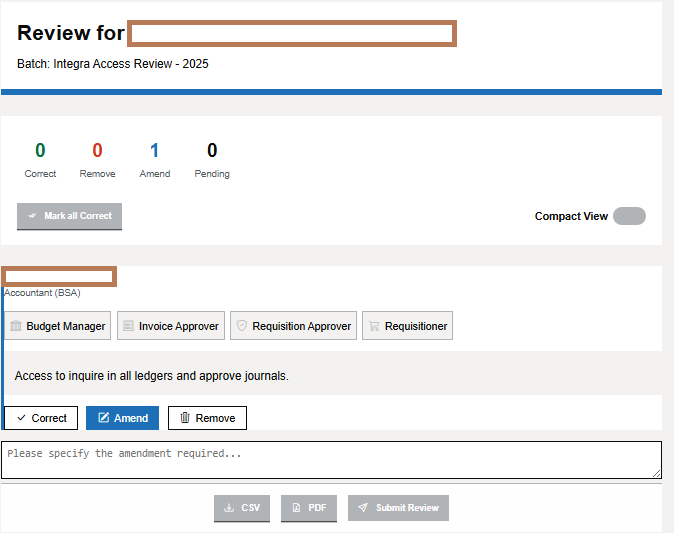 Review for
Batch: Integra Access Review - 2025
0 0 1 0
Correct Remove Amend Pending
Mark all Correct Compact View
Accountant (BSA)
Budget Manager Invoice Approver Requisition Approver Requisitioner
Access to inquire in all ledgers and approve journals.
Correct Amend Remove
Please specify the amendment required...
CSV PDF Submit Review